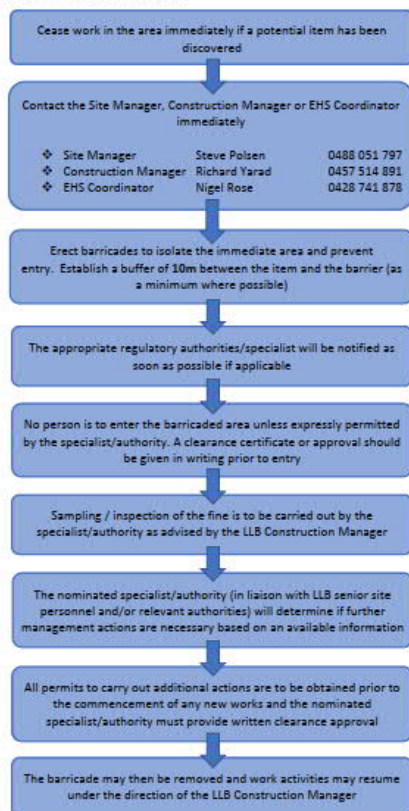 Cease work in the area immediately if a potential item has been
discovered
Contact the Site Manager, Construction Manager or EHS Coordinator
immediately
❖ Site Manager Steve Polsen 0488 051 797
❖ Construction Manager Richard Yarad 0457 514 891
❖ EHS Coordinator Nigel Rose 0428 741 878
Erect barricades to isolate the immediate area and prevent
entry. Establish a buffer of 10m between the item and the barrier (as
a minimum where possible)
The appropriate regulatory authorities/specialist will be notified as
soon as possible if applicable
No person is to enter the barricaded area unless expressly permitted
by the specialist/authority. A clearance certificate or approval should
be given in writing prior to entry
Sampling / inspection of the fine is to be carried out by the
specialist/authority as advised by the LLB Construction Manager
The nominated specialist/authority (in liaison with LLB senior site
personnel and/or relevant authorities) will determine if further
management actions are necessary based on an available information
All permits to carry out additional actions are to be obtained prior to
the commencement of any new works and the nominated
specialist/authority must provide written clearance approval
The barricade may then be removed and work activities may resume
under the direction of the LLB Construction Manager